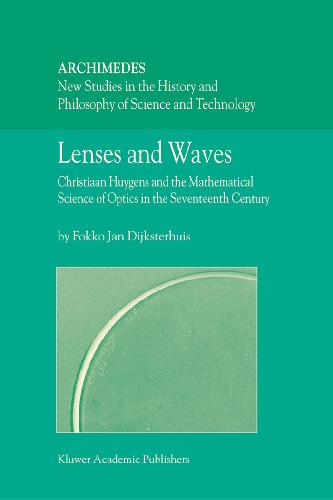 ARCHIMEDES
New Studies in the History and
Philosophy of Science and Technology
Lenses and Waves
Christiaan Huygens and the Mathematical
Science of Optics in the Seventeenth Century
by Fokko Jan Dijksterhuis
Kluwer Academic Publishers